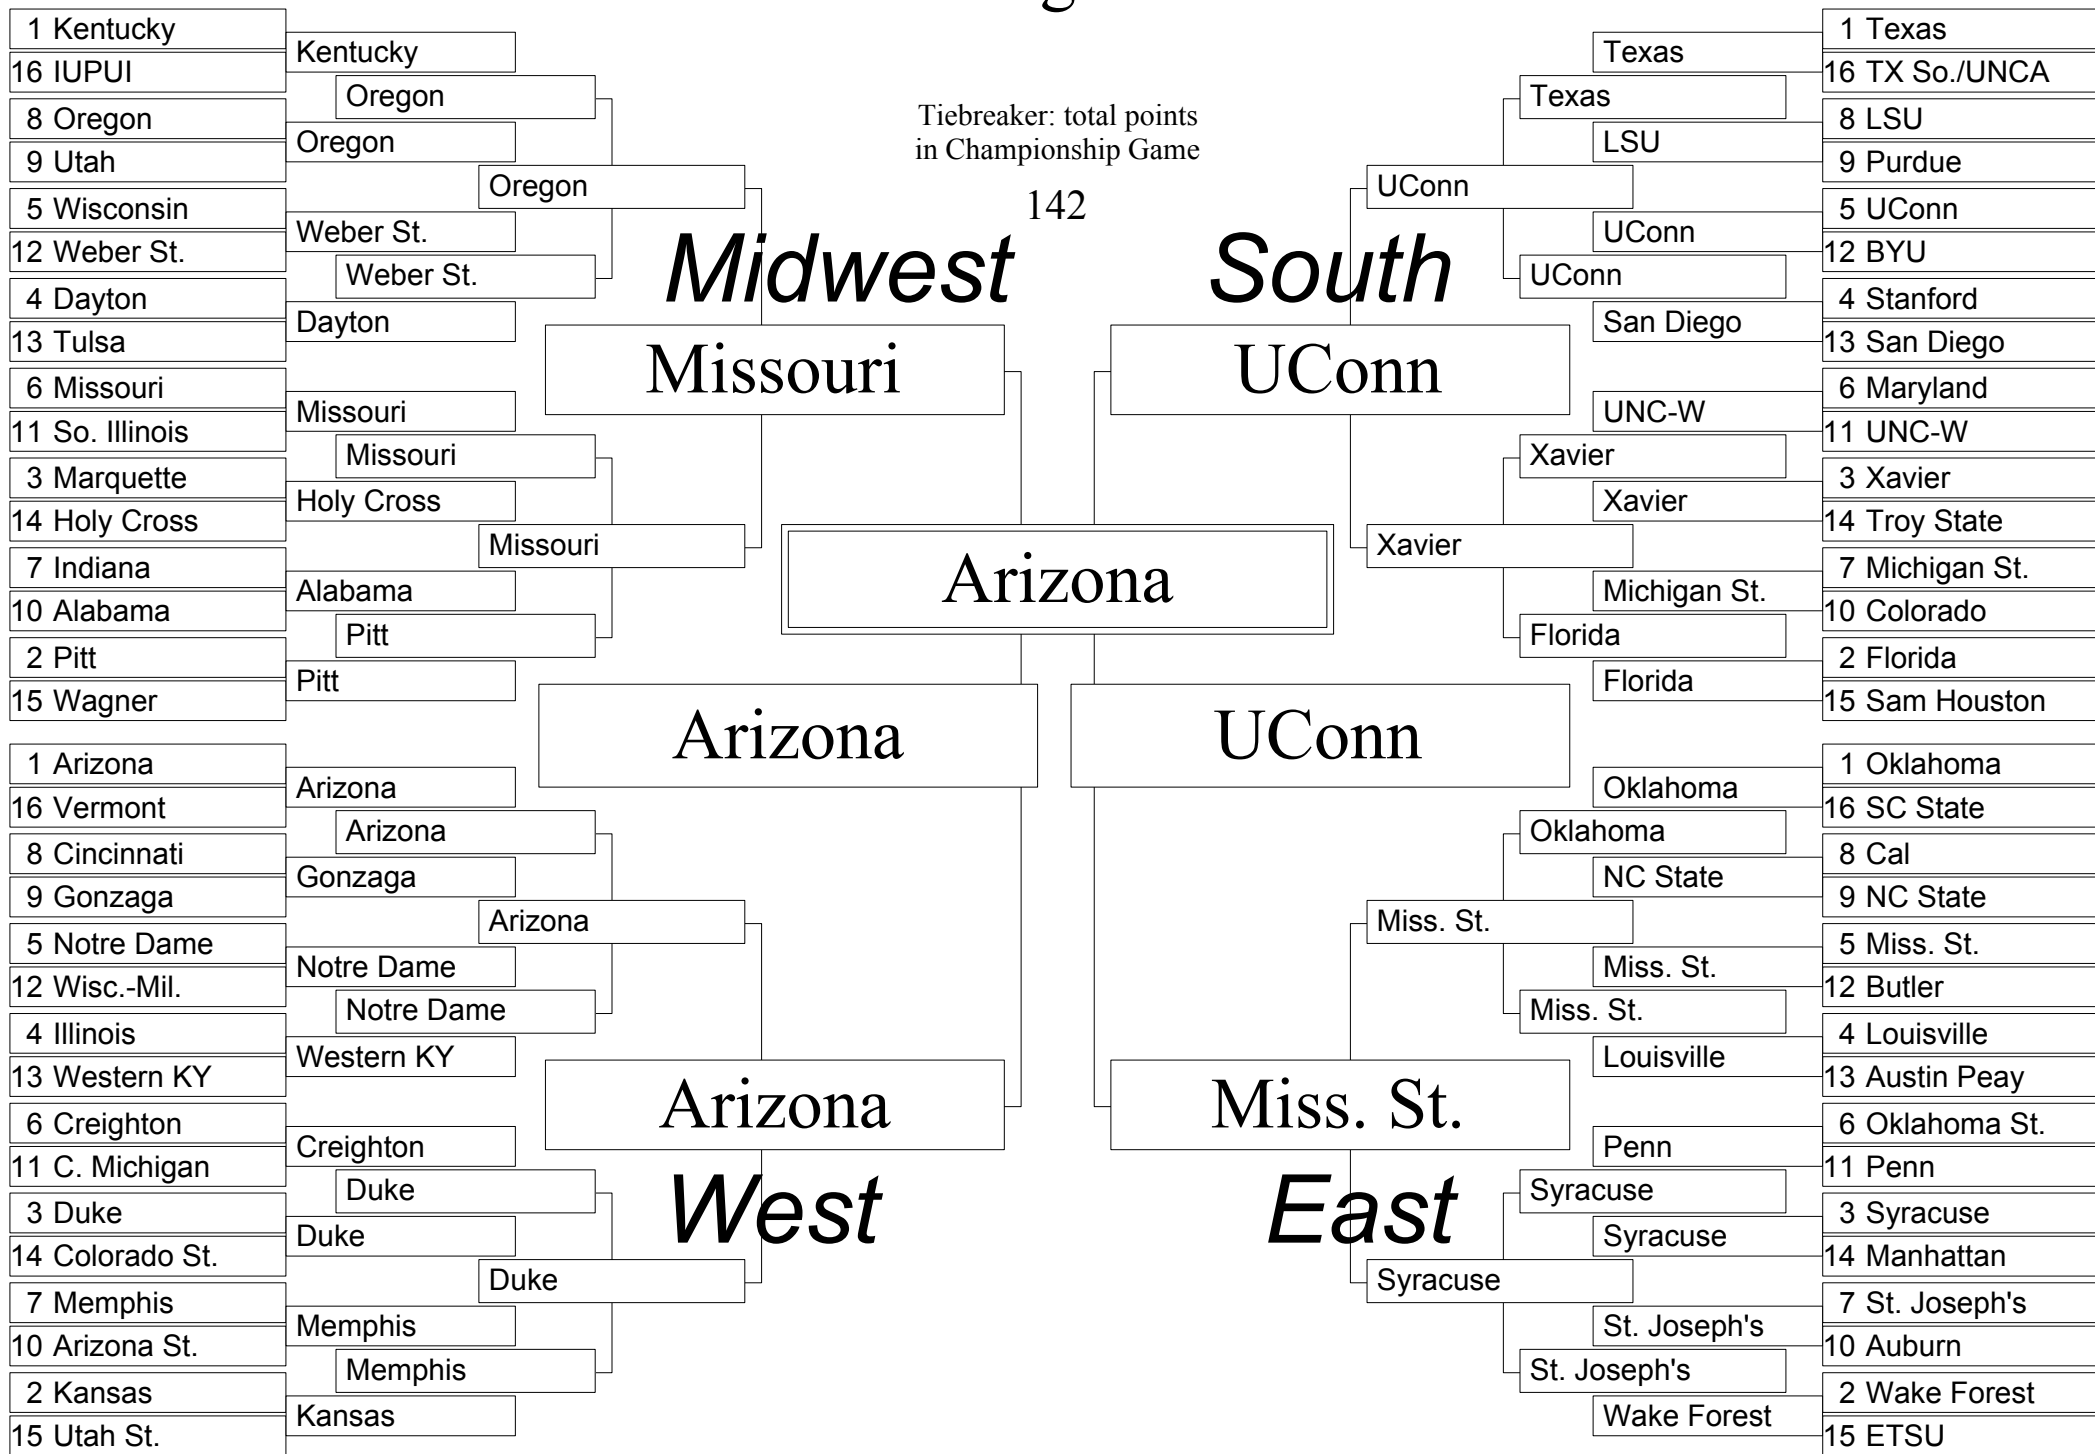 1 Kentucky
16 IUPUI
8 Oregon
9 Utah
5 Wisconsin
12 Weber St.
4 Dayton
13 Tulsa
6 Missouri
11 So. Illinois
3 Marquette
14 Holy Cross
7 Indiana
10 Alabama
2 Pitt
15 Wagner
Kentucky
Oregon
Weber St.
Dayton
Missouri
Holy Cross
Alabama
Pitt
Oregon
Weber St.
Missouri
Pitt
Oregon
Missouri
Midwest
Missouri
1 Arizona
16 Vermont
8 Cincinnati
9 Gonzaga
5 Notre Dame
12 Wisc.-Mil.
4 Illinois
13 Western KY
6 Creighton
11 C. Michigan
3 Duke
14 Colorado St.
7 Memphis
10 Arizona St.
2 Kansas
15 Utah St.
Arizona
Gonzaga
Notre Dame
Western KY
Creighton
Duke
Memphis
Kansas
Arizona
Notre Dame
Duke
Memphis
Arizona
Duke
Arizona
West
Tiebreaker: total points
in Championship Game
142
Arizona
Arizona
UConn
South
UConn
UConn
Xavier
Texas
UConn
Xavier
Florida
Texas
LSU
UConn
San Diego
UNC-W
Xavier
Michigan St.
Florida
1 Texas
16 TX So./UNCA
8 LSU
9 Purdue
5 UConn
12 BYU
4 Stanford
13 San Diego
6 Maryland
11 UNC-W
3 Xavier
14 Troy State
7 Michigan St.
10 Colorado
2 Florida
15 Sam Houston
Miss. St.
East
Miss. St.
Syracuse
Oklahoma
Miss. St.
Syracuse
St. Joseph's
Oklahoma
NC State
Miss. St.
Louisville
Penn
Syracuse
St. Joseph's
Wake Forest
1 Oklahoma
16 SC State
8 Cal
9 NC State
5 Miss. St.
12 Butler
4 Louisville
13 Austin Peay
6 Oklahoma St.
11 Penn
3 Syracuse
14 Manhattan
7 St. Joseph's
10 Auburn
2 Wake Forest
15 ETSU